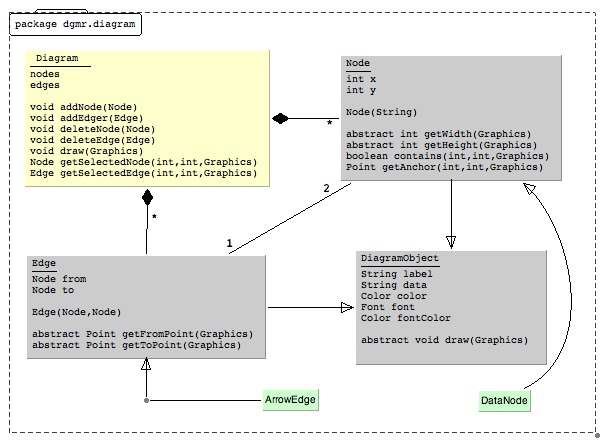 package dgmr.diagram
Diagram
nodes
edges
void addNode(Node)
void addEdger(Edge)
void deleteNode(Node)
void deleteEdge(Edge)
void draw(Graphics)
Node getSelectedNode(int,int,Graphics)
Edge getSelectedEdge(int,int,Graphics)
*
Node
int x
int y
Node(String)
abstract int getWidth(Graphics)
abstract int getHeight(Graphics)
boolean contains(int,int,Graphics)
Point getAnchor(int,int,Graphics)
*
2
1
Edge
Node from
Node to
Edge(Node,Node)
abstract Point getFromPoint(Graphics)
abstract Point getToPoint(Graphics)
DiagramObject
String label
String data
Color color
Font font
Color fontColor
abstract void draw(Graphics)
ArrowEdge
DataNode